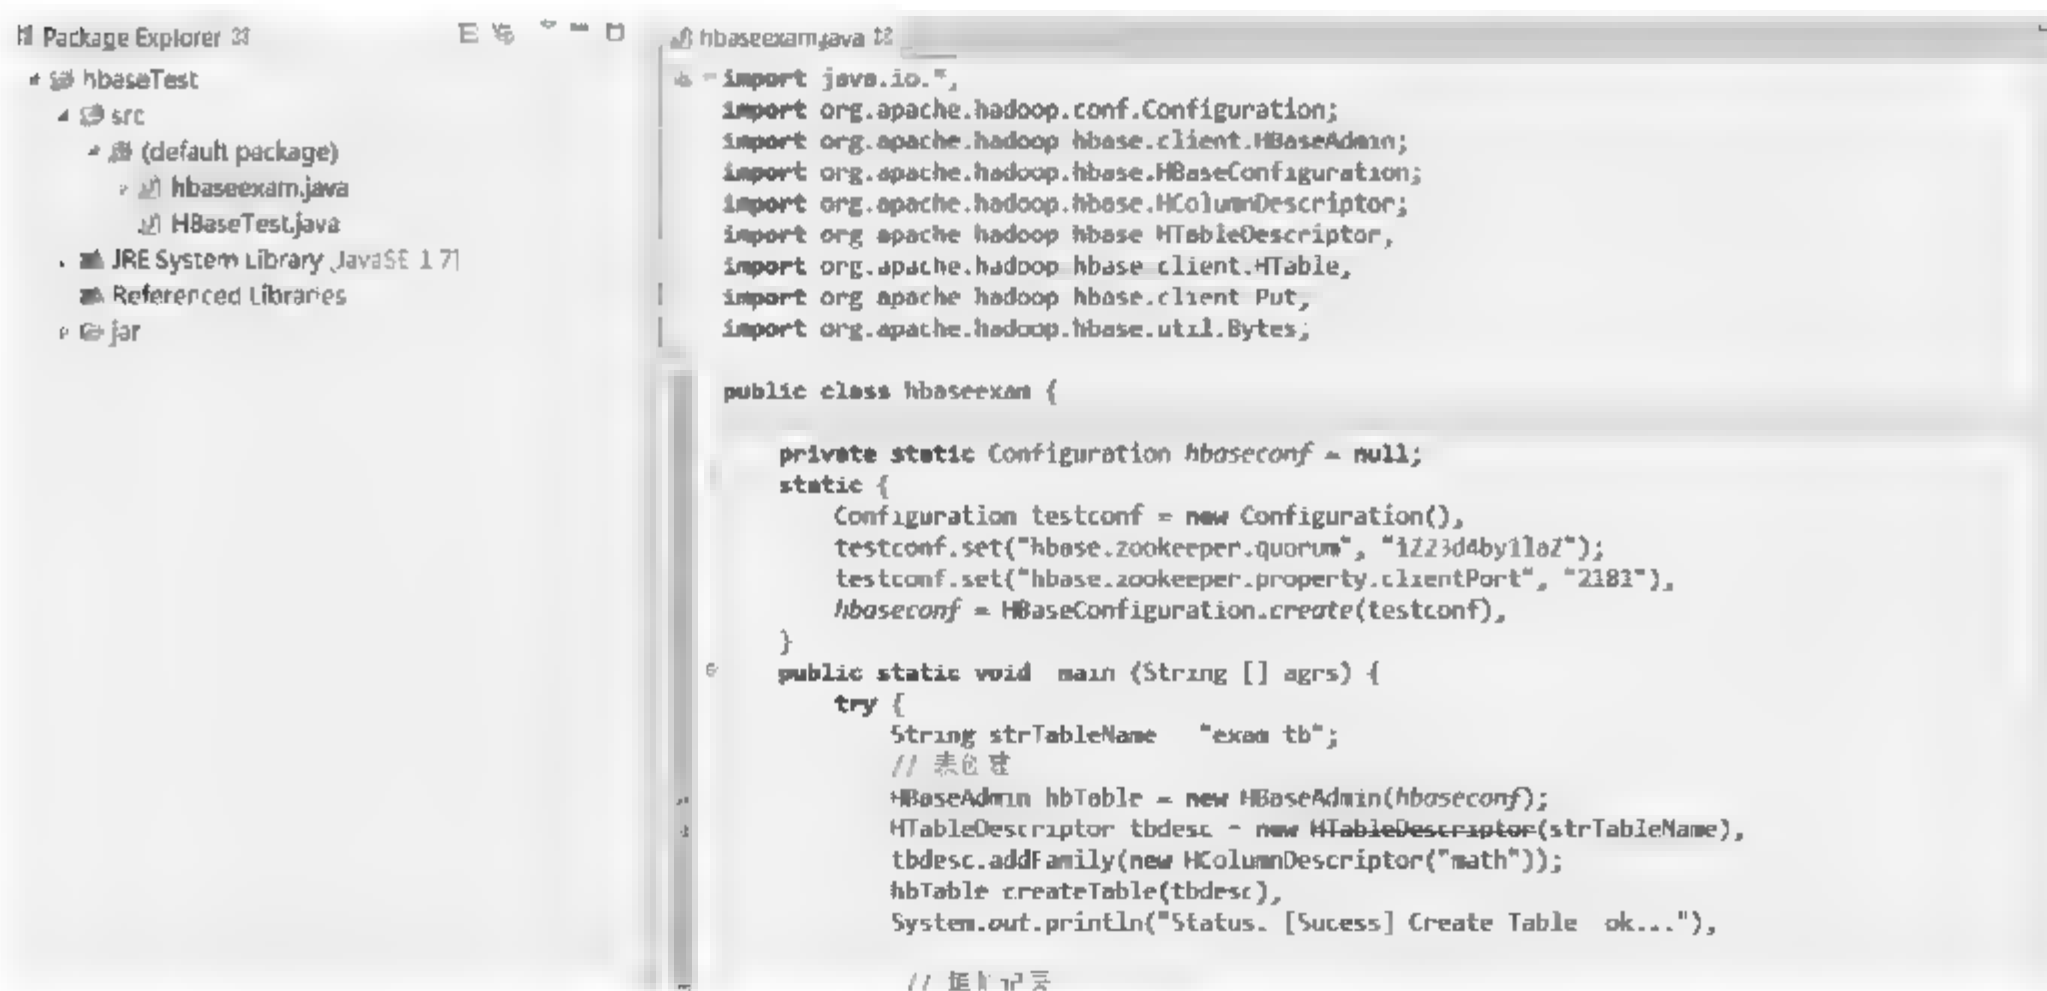 Package Explorer
hbaseTest
src
(default package)
hbaseexam.java
HBaseTest.java
JRE System Library [JavaSE 1.7]
Referenced Libraries
jar
hbaseexam.java
import java.io.*;
import org.apache.hadoop.conf.Configuration;
import org.apache.hadoop.hbase.client.HBaseAdmin;
import org.apache.hadoop.hbase.HBaseConfiguration;
import org.apache.hadoop.hbase.HColumnDescriptor;
import org.apache.hadoop.hbase.HTableDescriptor;
import org.apache.hadoop.hbase.client.HTable;
import org.apache.hadoop.hbase.client.Put;
import org.apache.hadoop.hbase.util.Bytes;
public class hbaseexam {
private static Configuration hbaseconf = null;
static {
Configuration testconf = new Configuration();
testconf.set("hbase.zookeeper.quorum",
testconf.set("hbase.zookeeper.property.clientPort", "2181");
hbaseconf = HBaseConfiguration.create(testconf);
}
public static void main (String [] agrs) {
try {
String strTableName = "exam_tb";
// 表创建
HBaseAdmin hbTable = new HBaseAdmin(hbaseconf);
HTableDescriptor tbdesc = new HTableDescriptor(strTableName);
tbdesc.addFamily(new HColumnDescriptor("math"));
hbTable.createTable(tbdesc);
System.out.println("Status: [Sucess] Create Table ok...");
//